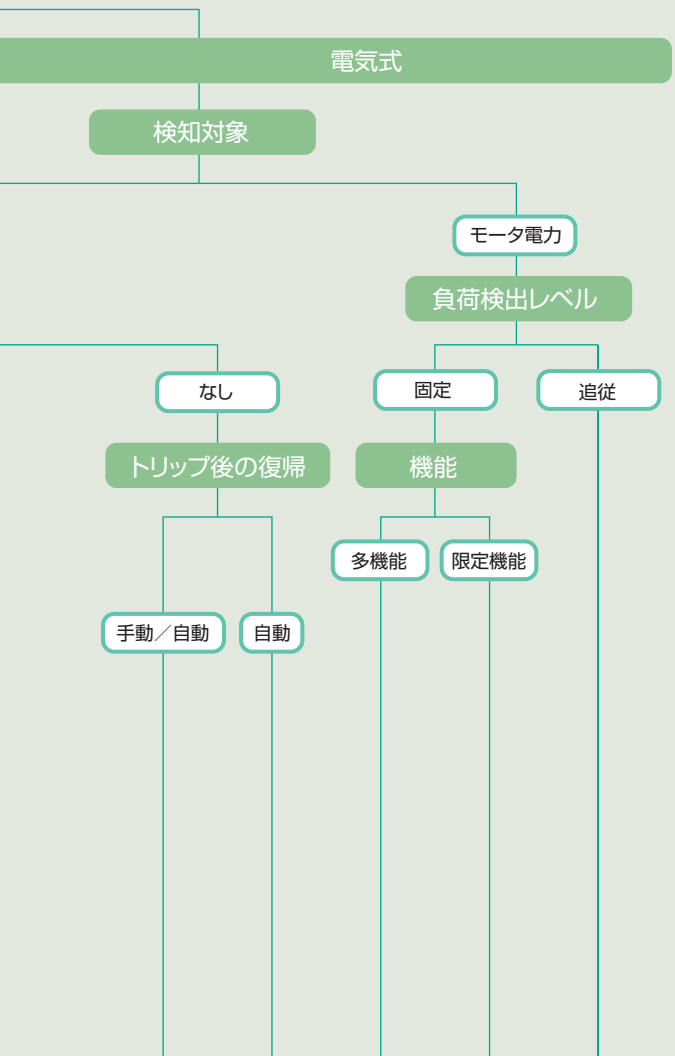 電気式
検知対象
モータ電力
負荷検出レベル
なし
固定
追従
トリップ後の復帰
機能
多機能
限定機能
手動／自動
自動